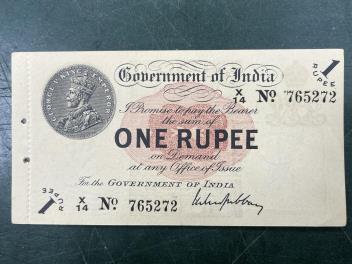 GEORGE V KING EMPEROR
Government of India
1 RUPEE
X/14 Nº 765272
I Promise to pay the Bearer
the sum of
ONE RUPEE
on Demand
at any Office of Issue
For the GOVERNMENT OF INDIA
1 RUPEE
X/14 Nº 765272